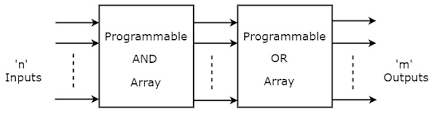 'n'
Inputs
Programmable
AND
Array
Programmable
OR
Array
'm'
Outputs